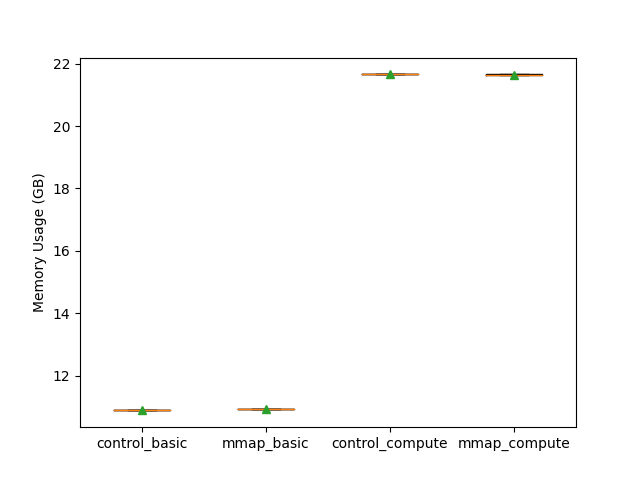 22
20
18
16
14
12
Memory Usage (GB)
control_basic
mmap_basic
control_compute
mmap_compute